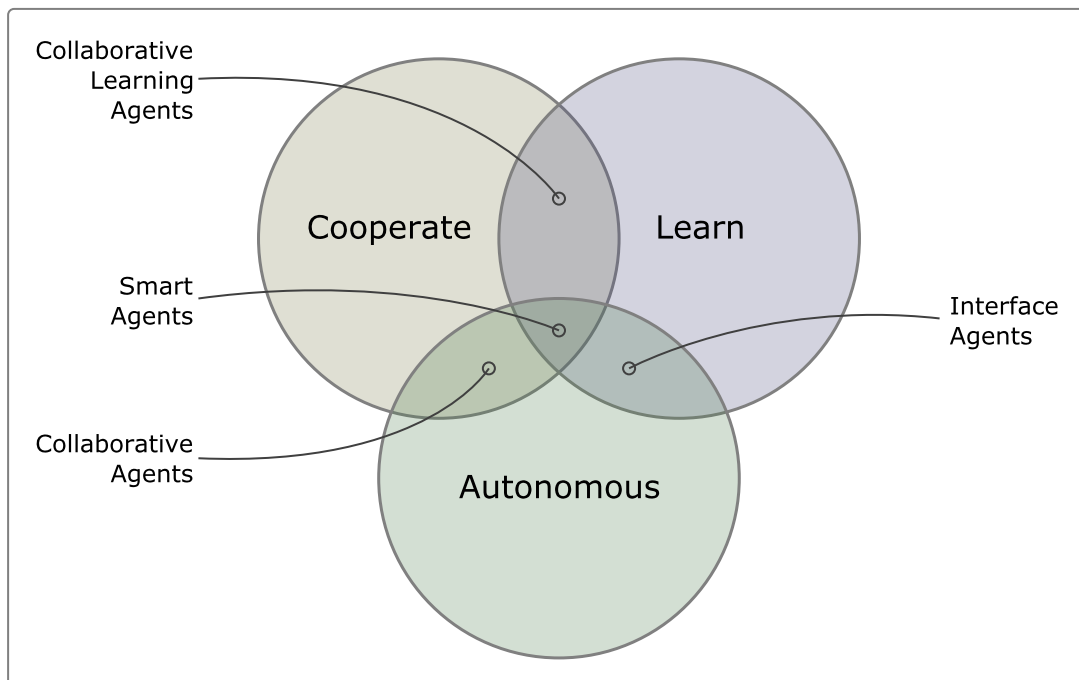 Collaborative
Learning
Agents
Cooperate
Learn
Smart
Agents
Interface
Agents
Collaborative
Agents
Autonomous